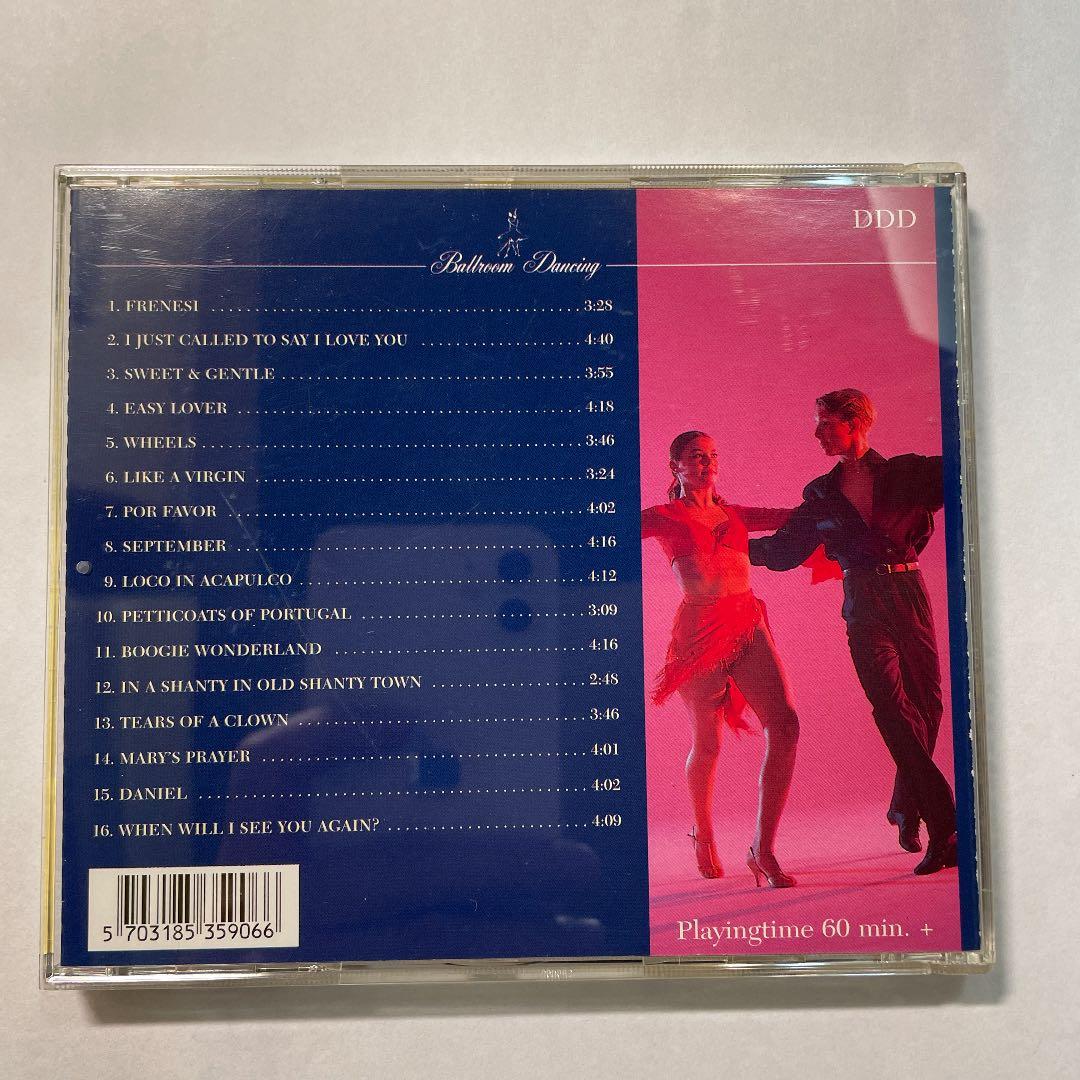 DDD
Ballroom Dancing
1. FRENESI 3:28
2. I JUST CALLED TO SAY I LOVE YOU 4:40
3. SWEET & GENTLE 3:55
4. EASY LOVER 4:18
5. WHEELS 3:46
6. LIKE A VIRGIN 3:24
7. POR FAVOR 4:02
8. SEPTEMBER 4:16
9. LOCO IN ACAPULCO 4:12
10. PETTICOATS OF PORTUGAL 3:09
11. BOOGIE WONDERLAND 4:16
12. IN A SHANTY IN OLD SHANTY TOWN 2:48
13. TEARS OF A CLOWN 3:46
14. MARY'S PRAYER 4:01
15. DANIEL 4:02
16. WHEN WILL I SEE YOU AGAIN? 4:09
5 703185 359066
Playingtime 60 min. +